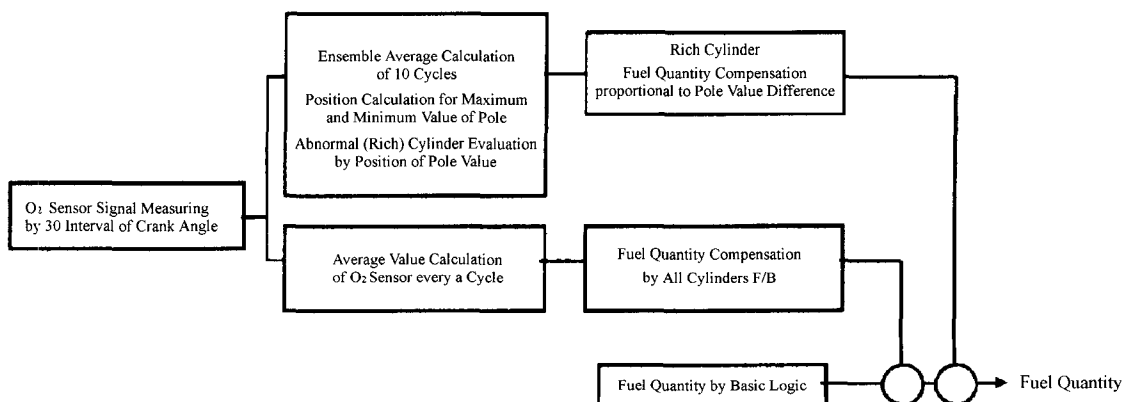 O₂ Sensor Signal Measuring
by 30 Interval of Crank Angle
Ensemble Average Calculation
of 10 Cycles
Position Calculation for Maximum
and Minimum Value of Pole
Abnormal (Rich) Cylinder Evaluation
by Position of Pole Value
Rich Cylinder
Fuel Quantity Compensation
proportional to Pole Value Difference
Average Value Calculation
of O₂ Sensor every a Cycle
Fuel Quantity Compensation
by All Cylinders F/B
Fuel Quantity by Basic Logic
Fuel Quantity